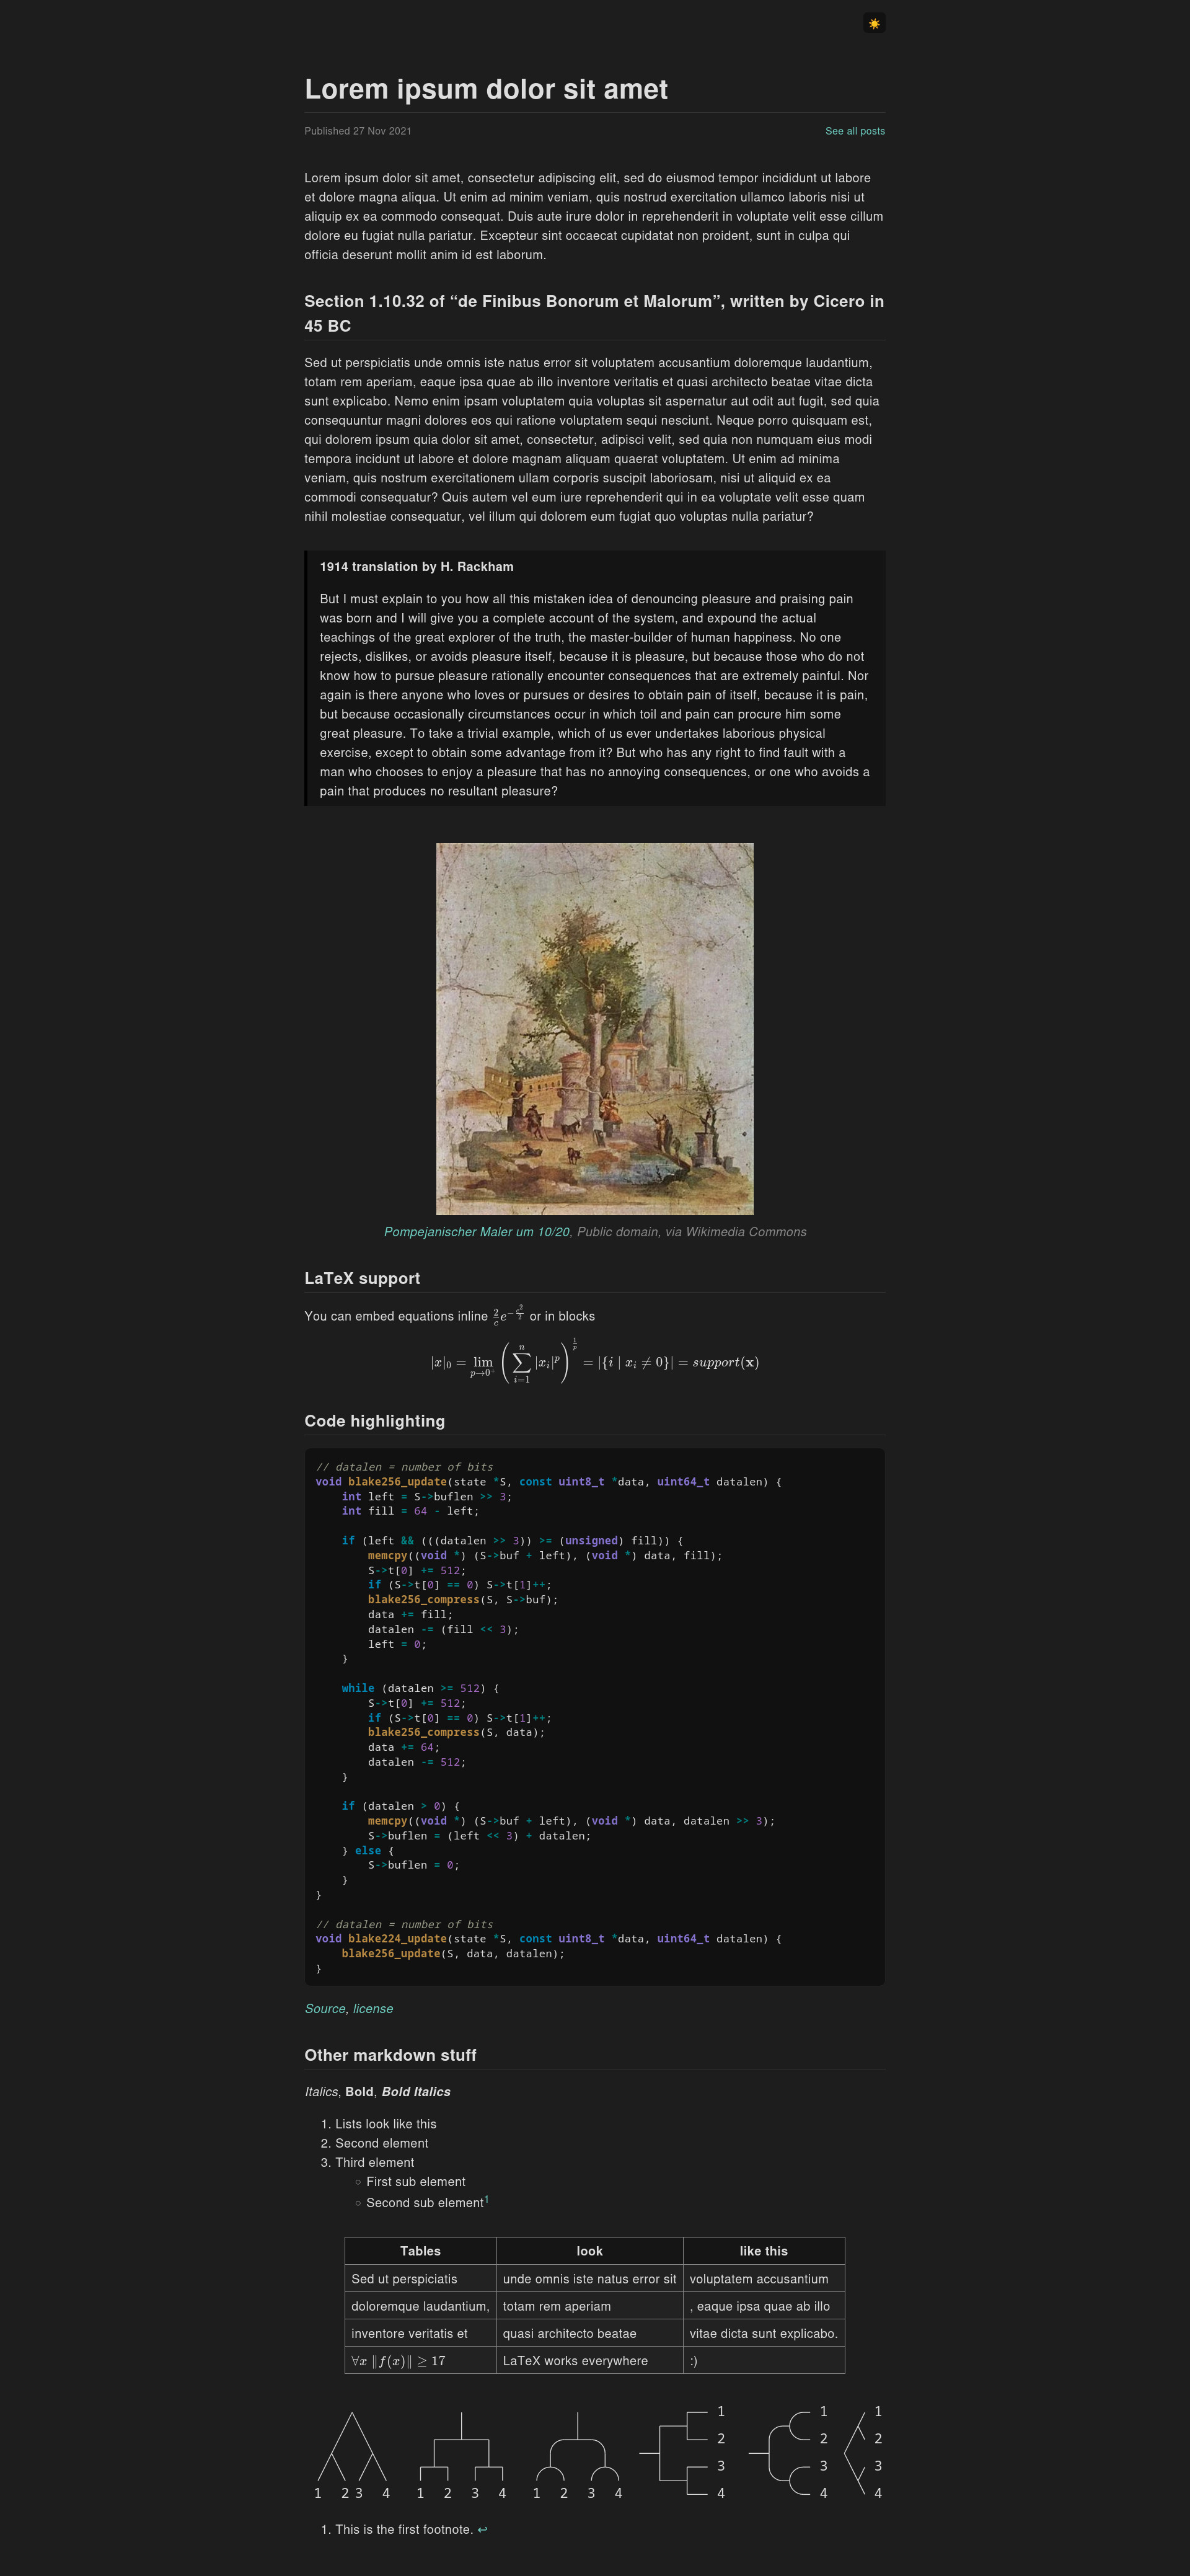 Lorem ipsum dolor sit amet
Published 27 Nov 2021
See all posts
Lorem ipsum dolor sit amet, consectetur adipiscing elit, sed do eiusmod tempor incididunt ut labore
et dolore magna aliqua. Ut enim ad minim veniam, quis nostrud exercitation ullamco laboris nisi ut
aliquip ex ea commodo consequat. Duis aute irure dolor in reprehenderit in voluptate velit esse cillum
dolore eu fugiat nulla pariatur. Excepteur sint occaecat cupidatat non proident, sunt in culpa qui
officia deserunt mollit anim id est laborum.
Section 1.10.32 of “de Finibus Bonorum et Malorum”, written by Cicero in
45 BC
Sed ut perspiciatis unde omnis iste natus error sit voluptatem accusantium doloremque laudantium,
totam rem aperiam, eaque ipsa quae ab illo inventore veritatis et quasi architecto beatae vitae dicta
sunt explicabo. Nemo enim ipsam voluptatem quia voluptas sit aspernatur aut odit aut fugit, sed quia
consequuntur magni dolores eos qui ratione voluptatem sequi nesciunt. Neque porro quisquam est,
qui dolorem ipsum quia dolor sit amet, consectetur, adipisci velit, sed quia non numquam eius modi
tempora incidunt ut labore et dolore magnam aliquam quaerat voluptatem. Ut enim ad minima
veniam, quis nostrum exercitationem ullam corporis suscipit laboriosam, nisi ut aliquid ex ea
commodi consequatur? Quis autem vel eum iure reprehenderit qui in ea voluptate velit esse quam
nihil molestiae consequatur, vel illum qui dolorem eum fugiat quo voluptas nulla pariatur?
1914 translation by H. Rackham
But I must explain to you how all this mistaken idea of denouncing pleasure and praising pain
was born and I will give you a complete account of the system, and expound the actual
teachings of the great explorer of the truth, the master-builder of human happiness. No one
rejects, dislikes, or avoids pleasure itself, because it is pleasure, but because those who do not
know how to pursue pleasure rationally encounter consequences that are extremely painful. Nor
again is there anyone who loves or pursues or desires to obtain pain of itself, because it is pain,
but because occasionally circumstances occur in which toil and pain can procure him some
great pleasure. To take a trivial example, which of us ever undertakes laborious physical
exercise, except to obtain some advantage from it? But who has any right to find fault with a
man who chooses to enjoy a pleasure that has no annoying consequences, or one who avoids a
pain that produces no resultant pleasure?
Pompejanischer Maler um 10/20, Public domain, via Wikimedia Commons
LaTeX support
You can embed equations inline \frac{2}{c}e^{-\frac{c^2}{2}} or in blocks
|x|_0 = \lim_{p→0^+} \left(\sum_{i=1}^{n} |x_i|^p\right)^{\frac{1}{p}} = |{i | x_i ≠ 0}| = support(x)
Code highlighting
// datalen = number of bits
void blake256_update(state *S, const uint8_t *data, uint64_t datalen) {
    int left = S->buflen >> 3;
    int fill = 64 - left;

    if (left && (((datalen >> 3)) >= (unsigned) fill)) {
        memcpy((void *) (S->buf + left), (void *) data, fill);
        S->t[0] += 512;
        if (S->t[0] == 0) S->t[1]++;
        blake256_compress(S, S->buf);
        data += fill;
        datalen -= (fill << 3);
        left = 0;
    }

    while (datalen >= 512) {
        S->t[0] += 512;
        if (S->t[0] == 0) S->t[1]++;
        blake256_compress(S, data);
        data += 64;
        datalen -= 512;
    }

    if (datalen > 0) {
        memcpy((void *) (S->buf + left), (void *) data, datalen >> 3);
        S->buflen = (left << 3) + datalen;
    } else {
        S->buflen = 0;
    }
}

// datalen = number of bits
void blake224_update(state *S, const uint8_t *data, uint64_t datalen) {
    blake256_update(S, data, datalen);
}
Source, license
Other markdown stuff
Italics, Bold, Bold Italics
1. Lists look like this
2. Second element
3. Third element
○ First sub element
○ Second sub element1
Tables look like this
Sed ut perspiciatis unde omnis iste natus error sit voluptatem accusantium
doloremque laudantium, totam rem aperiam , eaque ipsa quae ab illo
inventore veritatis et quasi architecto beatae vitae dicta sunt explicabo.
∀x ‖f(x)‖ ≥ 17 LaTeX works everywhere :)
1 2 3 4
1 2 3 4
1 2 3 4
1
2
3
4
1
2
3
4
1
2
3
4
1. This is the first footnote. ↩